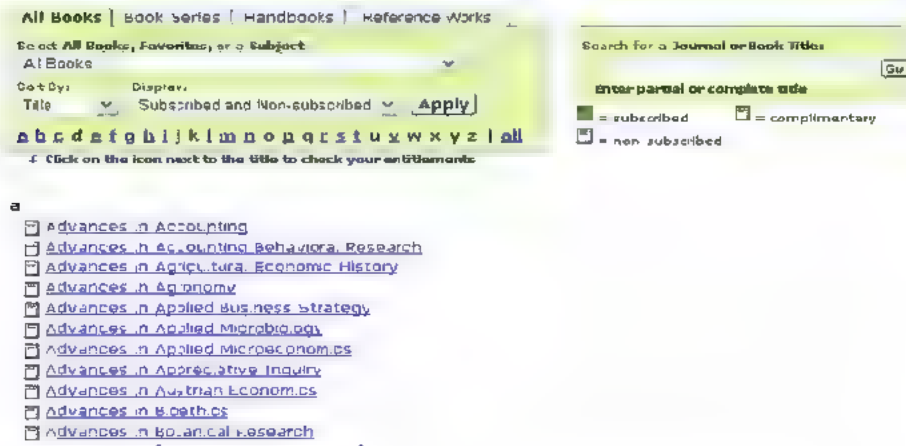 All Books | Book Series | Handbooks | Reference Works
Select All Books, Favorites, or a Subject
All Books
Sort By: Display:
Title Subscribed and Non-subscribed Apply
a b c d e f g h i j k l m n o p q r s t u v w x y z | all
Click on the icon next to the title to check your entitlements
Search for a Journal or Book Title:
Go
Enter partial or complete title
= subscribed = complimentary
= non-subscribed
a
Advances in Accounting
Advances in Accounting Behavioral Research
Advances in Agricultural Economic History
Advances in Agronomy
Advances in Applied Business Strategy
Advances in Applied Microbiology
Advances in Applied Microeconomics
Advances in Appreciative Inquiry
Advances in Austrian Economics
Advances in Bioethics
Advances in Botanical Research